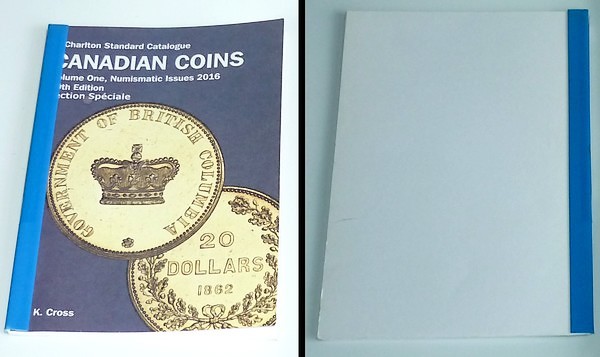 Charlton Standard Catalogue
CANADIAN COINS
olume One, Numismatic Issues 2016
0th Edition
ection Spéciale
GOVERNMENT OF BRITISH COLUMBIA
20
DOLLARS
1862
K. Cross